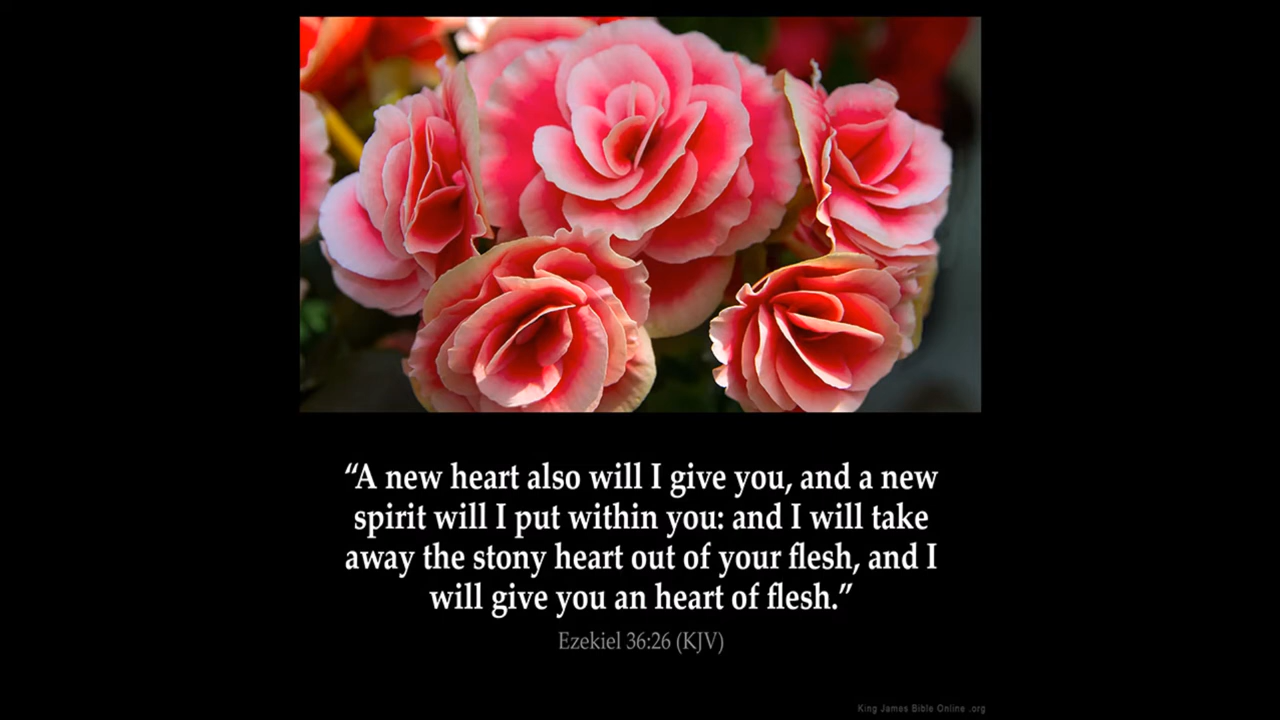 “A new heart also will I give you, and a new
spirit will I put within you: and I will take
away the stony heart out of your flesh, and I
will give you an heart of flesh.”
Ezekiel 36:26 (KJV)
King James Bible Online .org